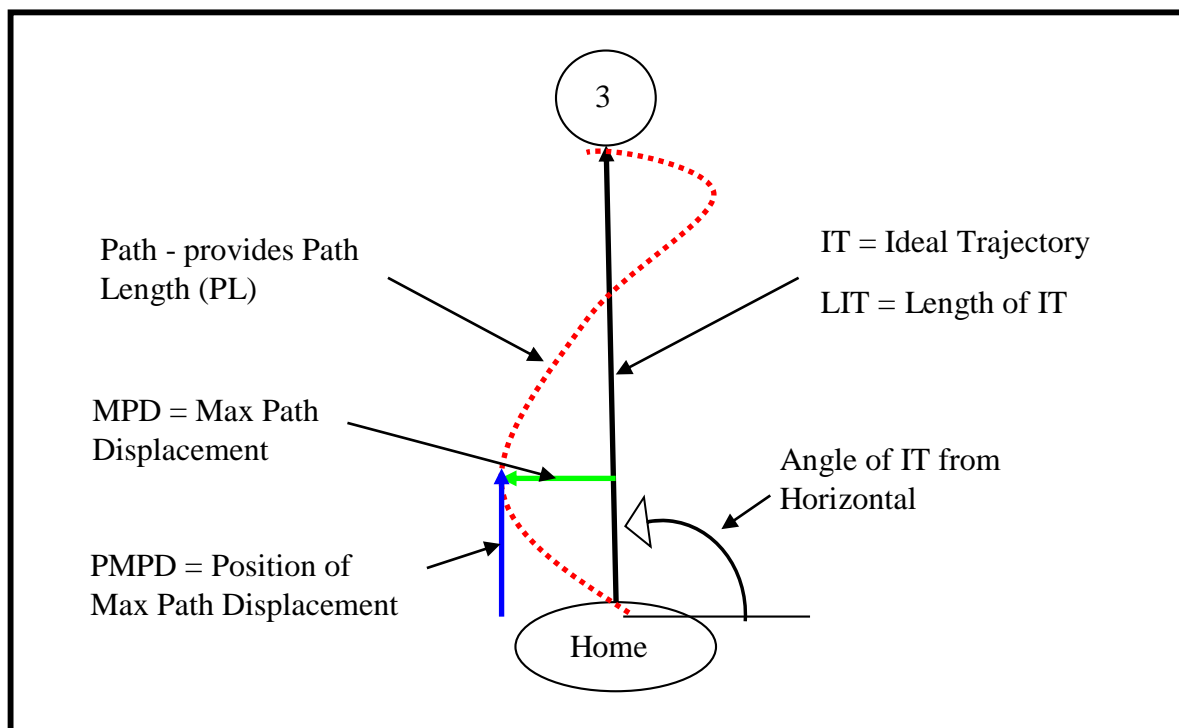 3
Path - provides Path
Length (PL)
IT = Ideal Trajectory
LIT = Length of IT
MPD = Max Path
Displacement
Angle of IT from
Horizontal
PMPD = Position of
Max Path Displacement
Home